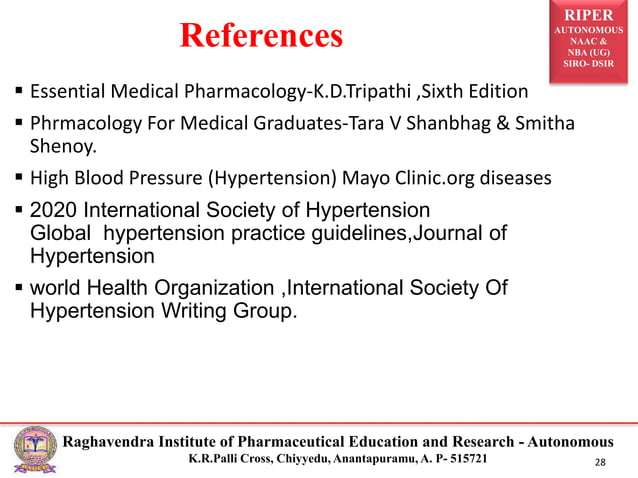 References
RIPER
AUTONOMOUS
NAAC &
NBA (UG)
SIRO- DSIR
▪ Essential Medical Pharmacology-K.D.Tripathi ,Sixth Edition
▪ Phrmacology For Medical Graduates-Tara V Shanbhag & Smitha
Shenoy.
▪ High Blood Pressure (Hypertension) Mayo Clinic.org diseases
▪ 2020 International Society of Hypertension
Global hypertension practice guidelines,Journal of
Hypertension
▪ world Health Organization ,International Society Of
Hypertension Writing Group.
Raghavendra Institute of Pharmaceutical Education and Research - Autonomous
K.R.Palli Cross, Chiyyedu, Anantapuramu, A. P- 515721
28